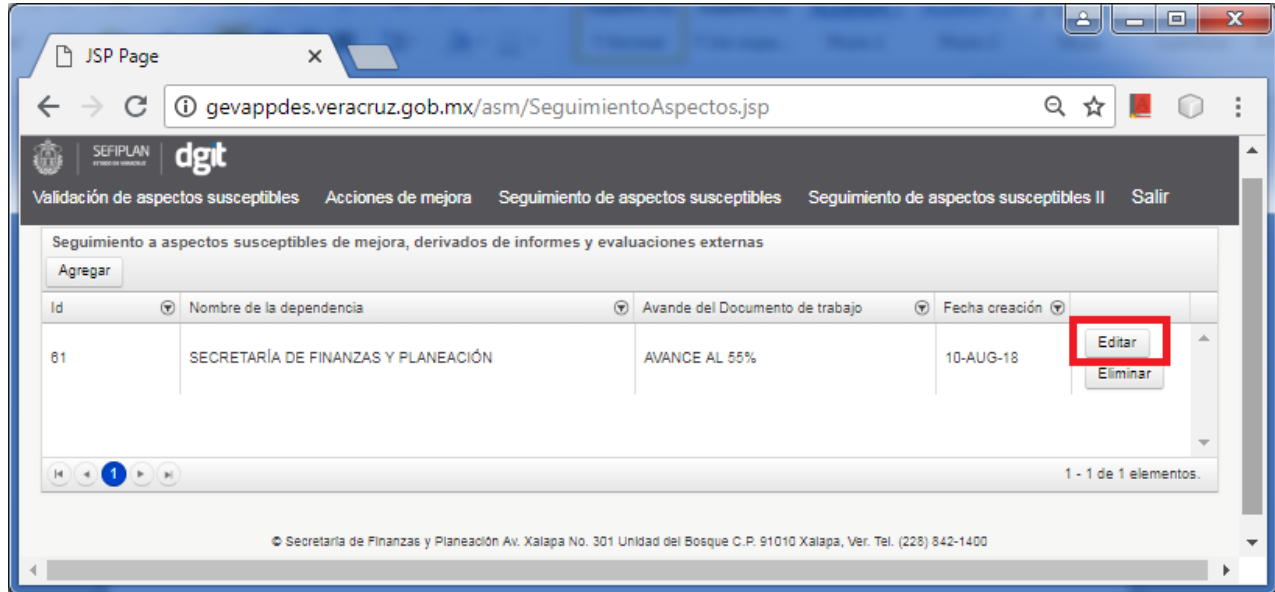 JSP Page
gevappdes.veracruz.gob.mx/asm/SeguimientoAspectos.jsp
SEFIPLAN
dgit
Validación de aspectos susceptibles Acciones de mejora Seguimiento de aspectos susceptibles Seguimiento de aspectos susceptibles II Salir
Seguimiento a aspectos susceptibles de mejora, derivados de informes y evaluaciones externas
Agregar
Id Nombre de la dependencia Avande del Documento de trabajo Fecha creación
61 SECRETARÍA DE FINANZAS Y PLANEACIÓN AVANCE AL 55% 10-AUG-18 Editar
Eliminar
1 1 - 1 de 1 elementos.
© Secretaría de Finanzas y Planeación Av. Xalapa No. 301 Unidad del Bosque C.P. 91010 Xalapa, Ver. Tel. (228) 842-1400